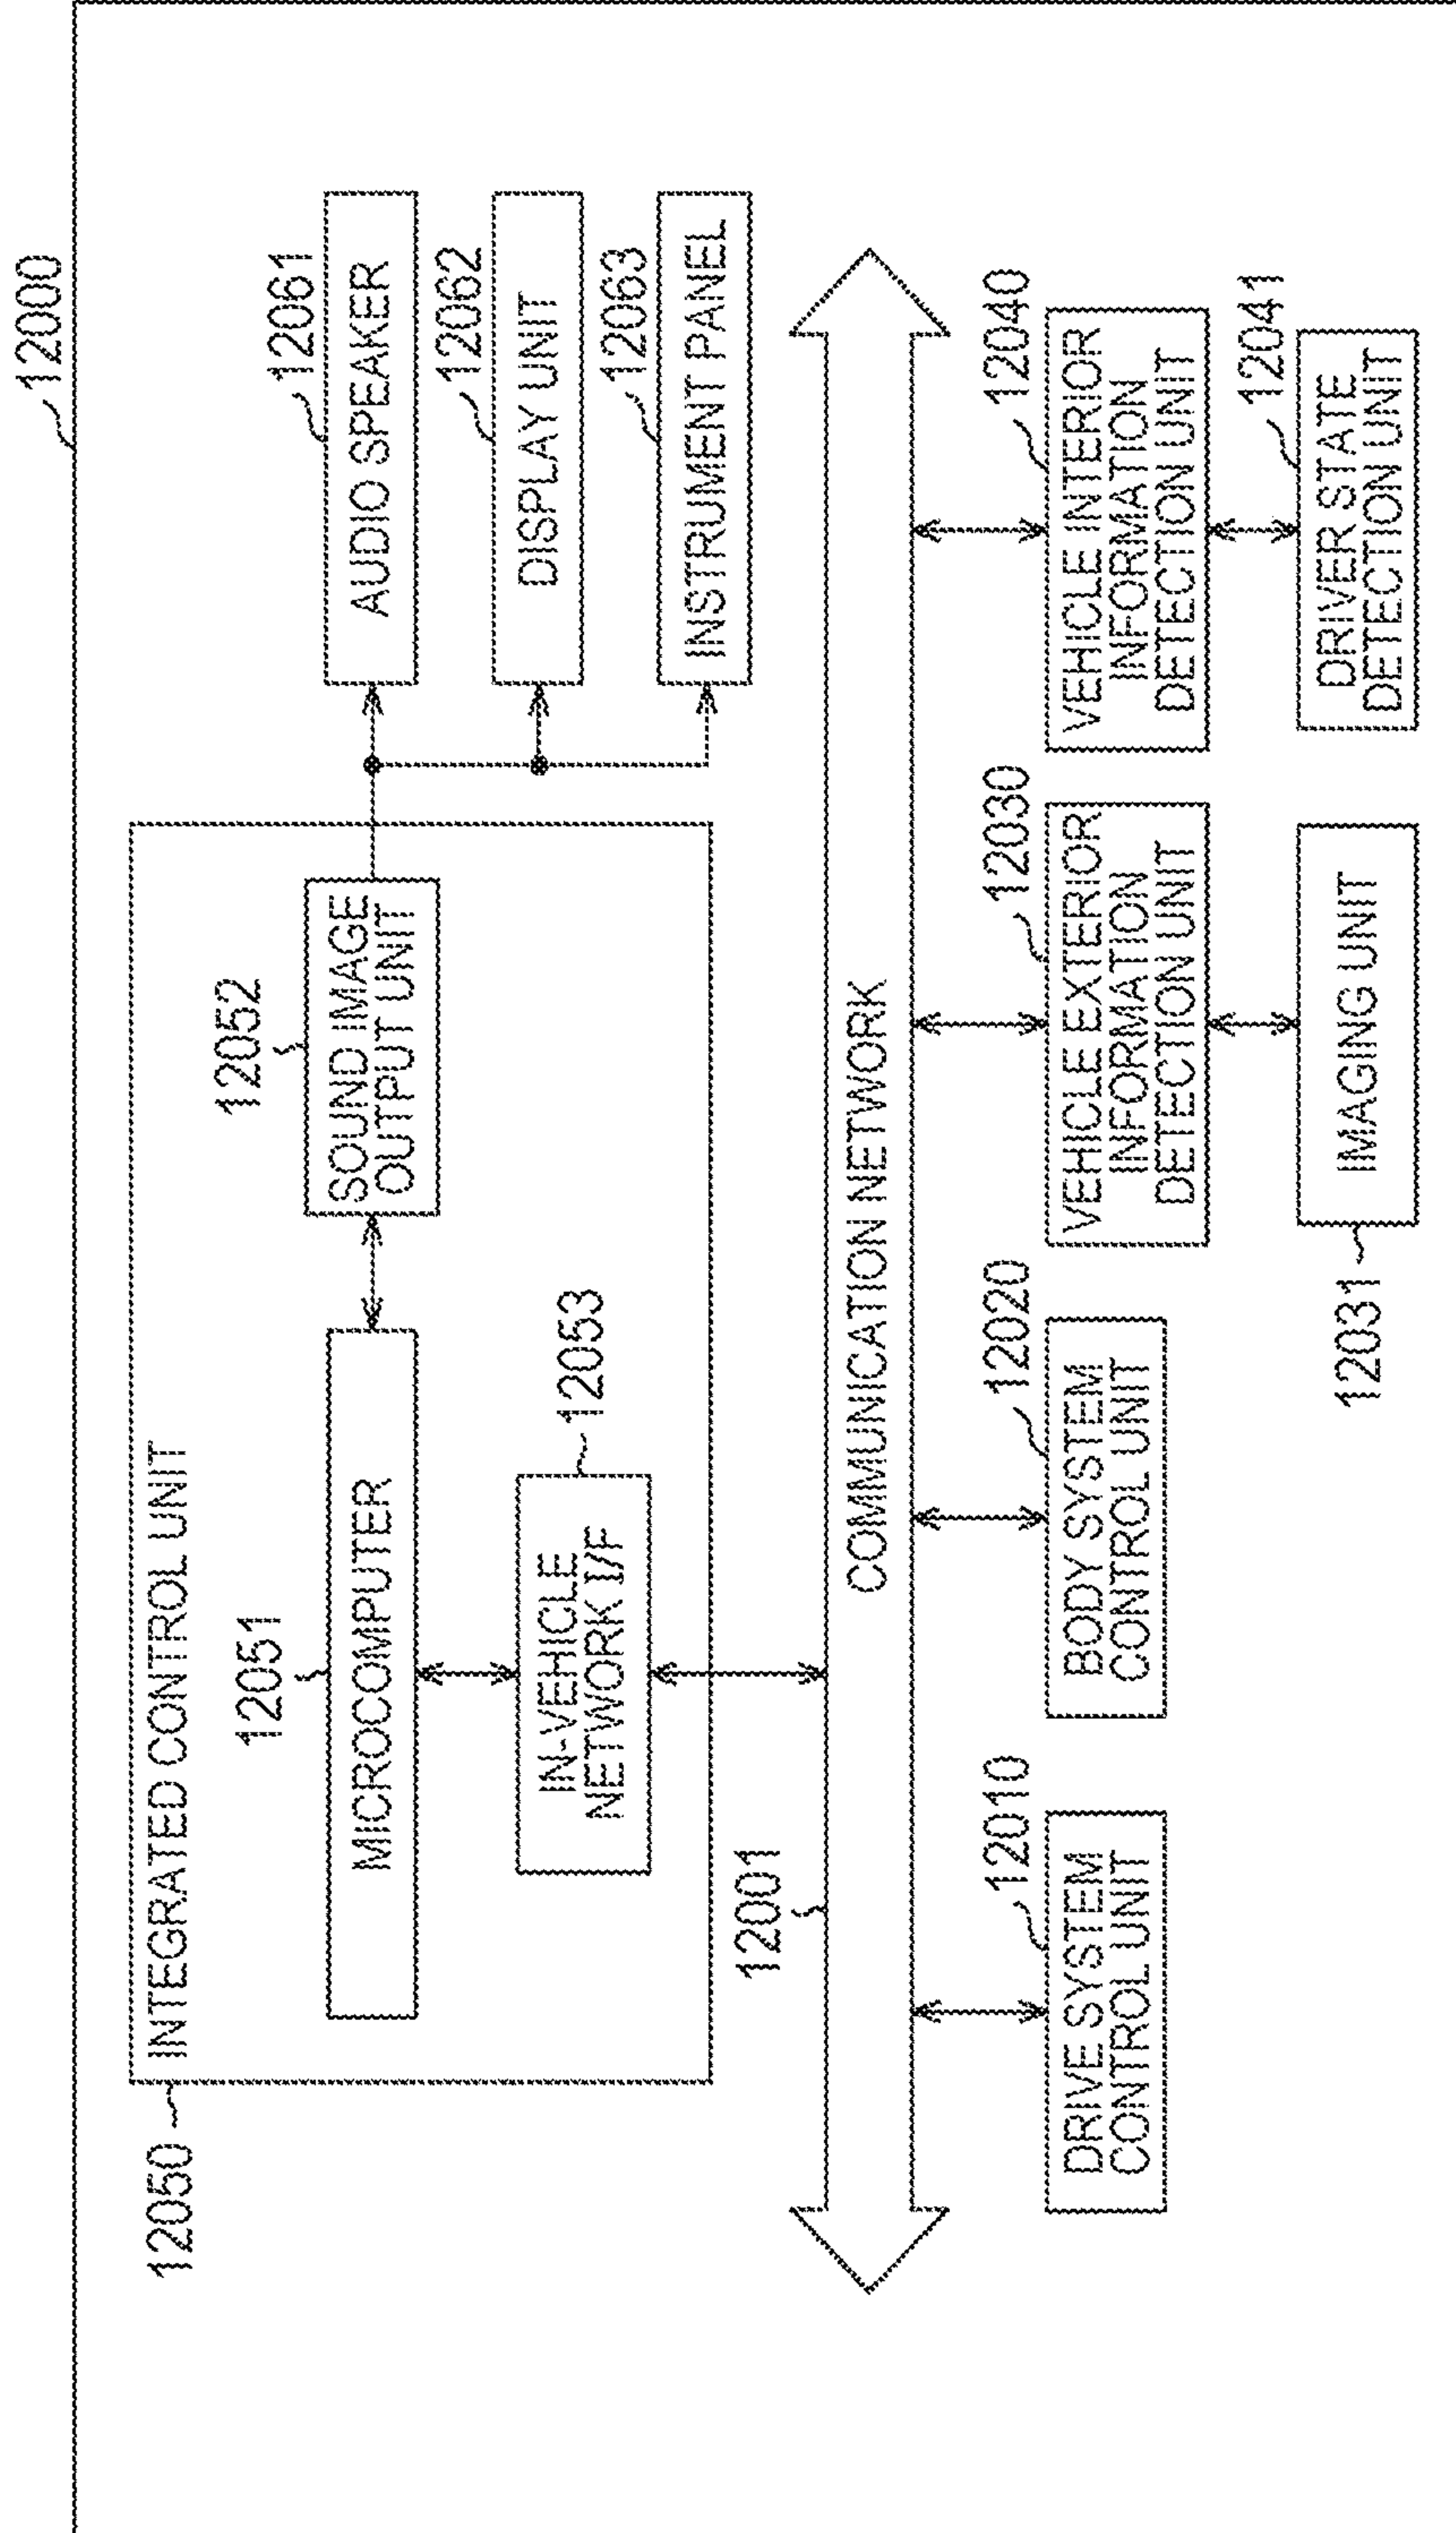 12000
12050
INTEGRATED CONTROL UNIT
12051
MICROCOMPUTER
12052
SOUND IMAGE
OUTPUT UNIT
12053
IN-VEHICLE
NETWORK I/F
12061
AUDIO SPEAKER
12062
DISPLAY UNIT
12063
INSTRUMENT PANEL
12001
COMMUNICATION NETWORK
12010
DRIVE SYSTEM
CONTROL UNIT
12020
BODY SYSTEM
CONTROL UNIT
12030
VEHICLE EXTERIOR
INFORMATION
DETECTION UNIT
12040
VEHICLE INTERIOR
INFORMATION
DETECTION UNIT
12031
IMAGING UNIT
12041
DRIVER STATE
DETECTION UNIT